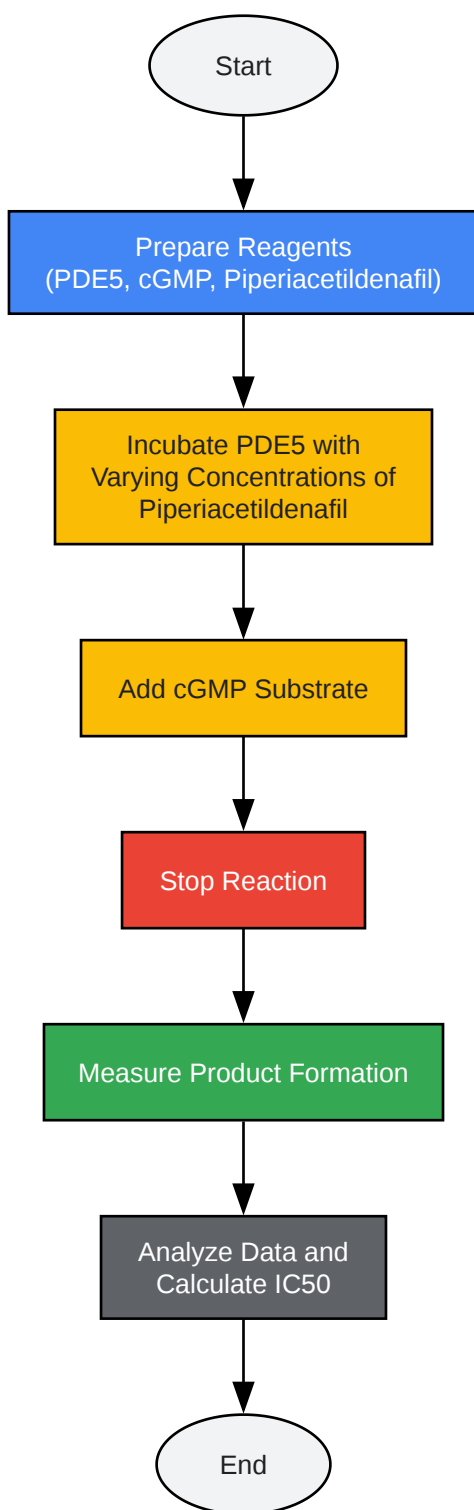 Start
Prepare Reagents
(PDE5, cGMP, Piperiacetildenafil)
Incubate PDE5 with
Varying Concentrations of
Piperiacetildenafil
Add cGMP Substrate
Stop Reaction
Measure Product Formation
Analyze Data and
Calculate IC50
End